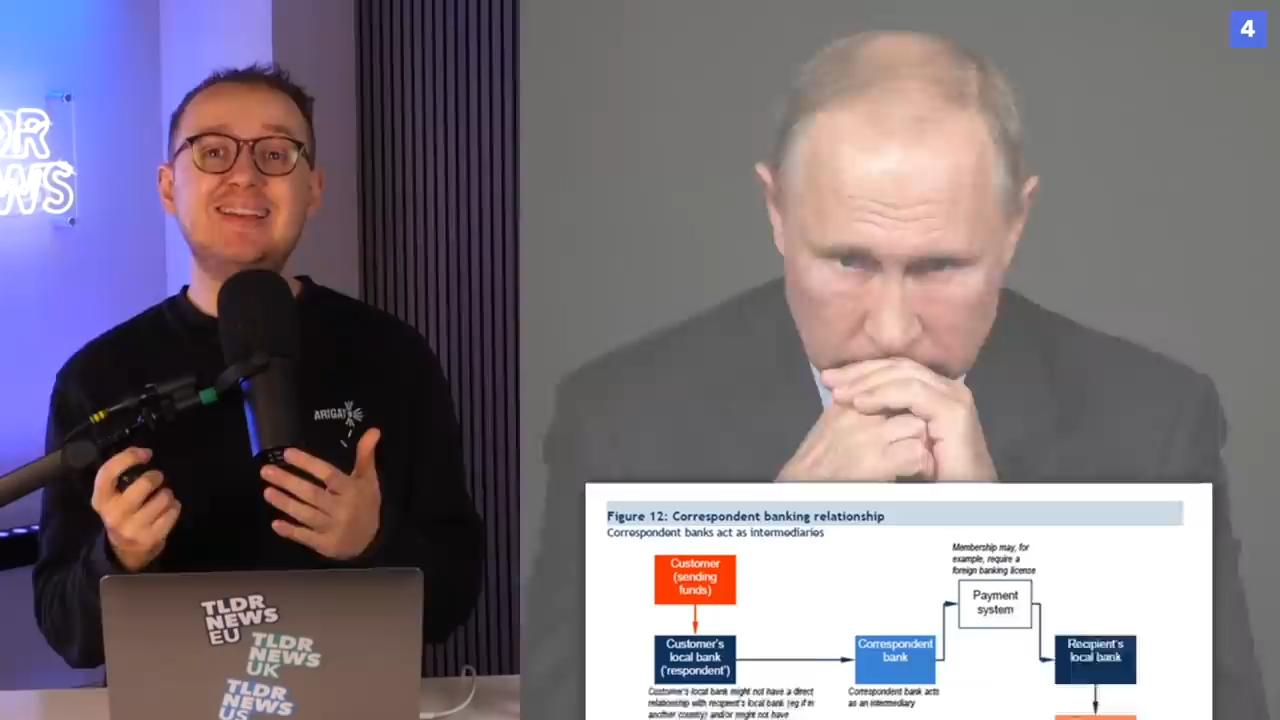 4
DR
WS
ARIGAT
TLDR
NEWS
EU
TLDR
NEWS
UK
TLDR
NEWS
US
Figure 12: Correspondent banking relationship
Correspondent banks act as intermediaries
Customer
(sending
funds)
Membership may, for
example, require a
foreign banking license
Payment
system
Customer's
local bank
('respondent')
Correspondent
bank
Recipient's
local bank
Customer's local bank might not have a direct
relationship with recipient's local bank (eg if in
another country) and/or might not have
Correspondent bank acts
as an intermediary